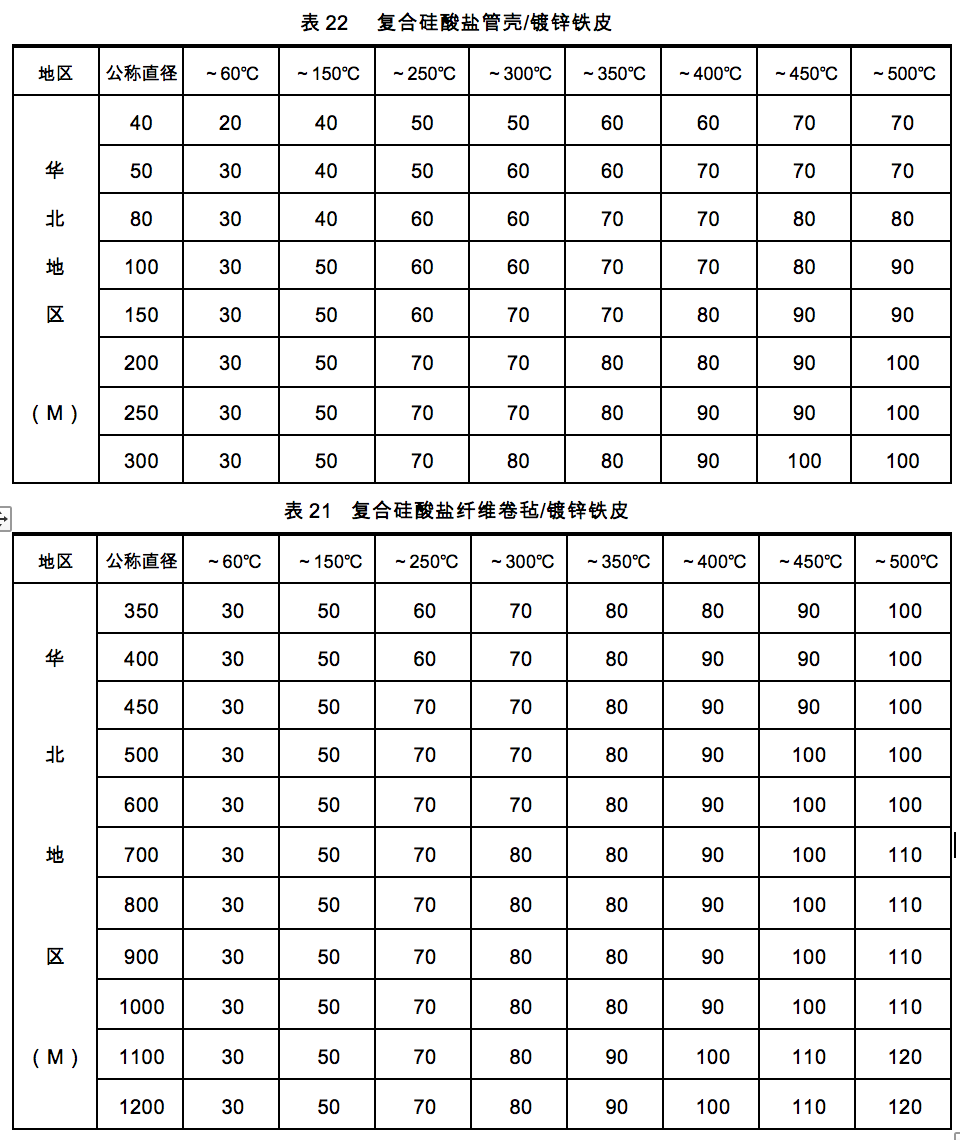 表 22 复合硅酸盐管壳/镀锌铁皮
地区 公称直径 ~60℃ ~150℃ ~250℃ ~300℃ ~350℃ ~400℃ ~450℃ ~500℃
40 20 40 50 50 60 60 70 70
华 50 30 40 50 60 60 70 70 70
北 80 30 40 60 60 70 70 80 80
地 100 30 50 60 60 70 70 80 90
区 150 30 50 60 70 70 80 90 90
200 30 50 70 70 80 80 90 100
(M) 250 30 50 70 70 80 90 90 100
300 30 50 70 80 80 90 100 100
表 21 复合硅酸盐纤维卷毡/镀锌铁皮
地区 公称直径 ~60℃ ~150℃ ~250℃ ~300℃ ~350℃ ~400℃ ~450℃ ~500℃
350 30 50 60 70 80 80 90 100
华 400 30 50 60 70 80 90 90 100
450 30 50 70 70 80 90 90 100
北 500 30 50 70 70 80 90 100 100
600 30 50 70 70 80 90 100 100
地 700 30 50 70 80 80 90 100 110
800 30 50 70 80 80 90 100 110
区 900 30 50 70 80 80 90 100 110
1000 30 50 70 80 80 90 100 110
(M) 1100 30 50 70 80 90 100 110 120
1200 30 50 70 80 90 100 110 120